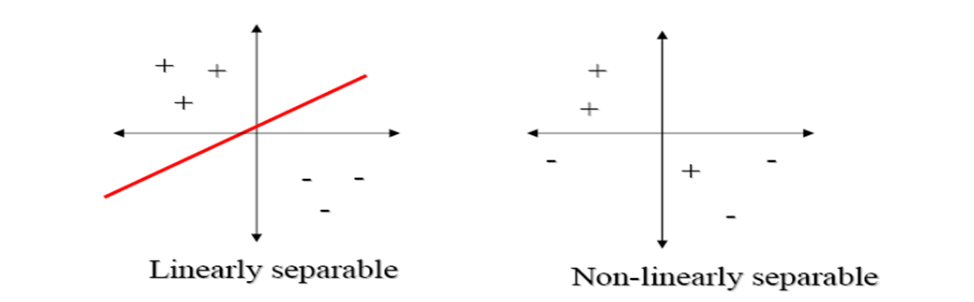 + +
+
- -
-
Linearly separable
+
+
- + -
-
Non-linearly separable